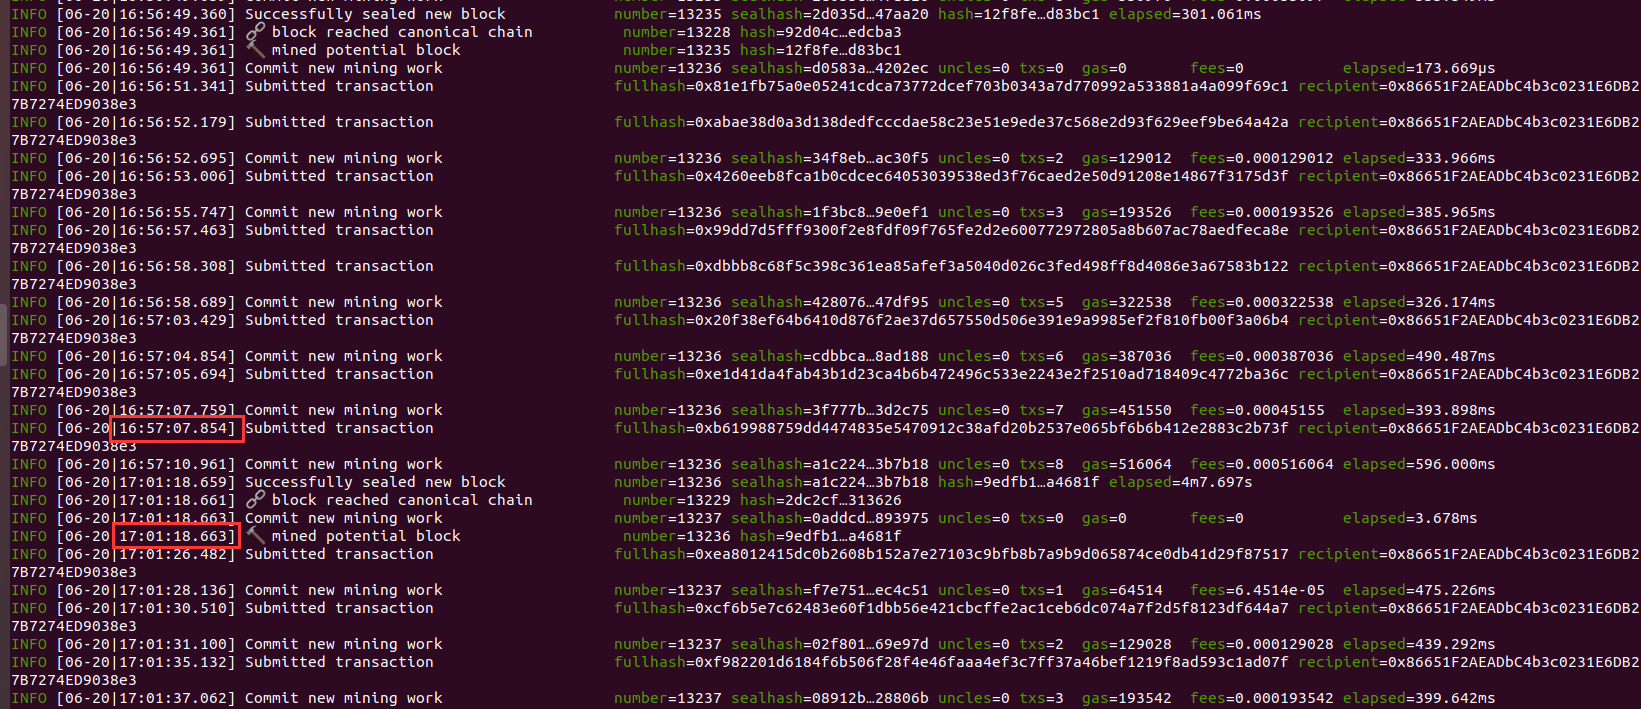 INFO [06-20|16:56:49.360] Successfully sealed new block number=13235 sealhash=2d035d…47aa20 hash=12f8fe…d83bc1 elapsed=301.061ms
INFO [06-20|16:56:49.361] 🔗 block reached canonical chain number=13228 hash=92d04c…edcba3
INFO [06-20|16:56:49.361] 🔨 mined potential block number=13235 hash=12f8fe…d83bc1
INFO [06-20|16:56:49.361] Commit new mining work number=13236 sealhash=d0583a…4202ec uncles=0 txs=0 gas=0 fees=0 elapsed=173.669µs
INFO [06-20|16:56:51.341] Submitted transaction fullhash=0x81e1fb75a0e05241cdca73772dcef703b0343a7d770992a533881a4a099f69c1 recipient=0x86651F2AEADbC4b3c0231E6DB2
7B7274ED9038e3
INFO [06-20|16:56:52.179] Submitted transaction fullhash=0xabae38d0a3d138dedfcccdae58c23e51e9ede37c568e2d93f629eef9be64a42a recipient=0x86651F2AEADbC4b3c0231E6DB2
7B7274ED9038e3
INFO [06-20|16:56:52.695] Commit new mining work number=13236 sealhash=34f8eb…ac30f5 uncles=0 txs=2 gas=129012 fees=0.000129012 elapsed=333.966ms
INFO [06-20|16:56:53.006] Submitted transaction fullhash=0x4260eeb8fca1b0cdcec64053039538ed3f76caed2e50d91208e14867f3175d3f recipient=0x86651F2AEADbC4b3c0231E6DB2
7B7274ED9038e3
INFO [06-20|16:56:55.747] Commit new mining work number=13236 sealhash=1f3bc8…9e0ef1 uncles=0 txs=3 gas=193526 fees=0.000193526 elapsed=385.965ms
INFO [06-20|16:56:57.463] Submitted transaction fullhash=0x99dd7d5fff9300f2e8fdf09f765fe2d2e600772972805a8b607ac78aedfeca8e recipient=0x86651F2AEADbC4b3c0231E6DB2
7B7274ED9038e3
INFO [06-20|16:56:58.308] Submitted transaction fullhash=0xdbbb8c68f5c398c361ea85afef3a5040d026c3fed498ff8d4086e3a67583b122 recipient=0x86651F2AEADbC4b3c0231E6DB2
7B7274ED9038e3
INFO [06-20|16:56:58.689] Commit new mining work number=13236 sealhash=428076…47df95 uncles=0 txs=5 gas=322538 fees=0.000322538 elapsed=326.174ms
INFO [06-20|16:57:03.429] Submitted transaction fullhash=0x20f38ef64b6410d876f2ae37d657550d506e391e9a9985ef2f810fb00f3a06b4 recipient=0x86651F2AEADbC4b3c0231E6DB2
7B7274ED9038e3
INFO [06-20|16:57:04.854] Commit new mining work number=13236 sealhash=cdbbca…8ad188 uncles=0 txs=6 gas=387036 fees=0.000387036 elapsed=490.487ms
INFO [06-20|16:57:05.694] Submitted transaction fullhash=0xe1d41da4fab43b1d23ca4b6b472496c533e2243e2f2510ad718409c4772ba36c recipient=0x86651F2AEADbC4b3c0231E6DB2
7B7274ED9038e3
INFO [06-20|16:57:07.759] Commit new mining work number=13236 sealhash=3f777b…3d2c75 uncles=0 txs=7 gas=451550 fees=0.00045155 elapsed=393.898ms
INFO [06-20|16:57:07.854] Submitted transaction fullhash=0xb619988759dd4474835e5470912c38afd20b2537e065bf6b6b412e2883c2b73f recipient=0x86651F2AEADbC4b3c0231E6DB2
7B7274ED9038e3
INFO [06-20|16:57:10.961] Commit new mining work number=13236 sealhash=a1c224…3b7b18 uncles=0 txs=8 gas=516064 fees=0.000516064 elapsed=596.000ms
INFO [06-20|17:01:18.659] Successfully sealed new block number=13236 sealhash=a1c224…3b7b18 hash=9edfb1…a4681f elapsed=4m7.697s
INFO [06-20|17:01:18.661] 🔗 block reached canonical chain number=13229 hash=2dc2cf…313626
INFO [06-20|17:01:18.663] Commit new mining work number=13237 sealhash=0addcd…893975 uncles=0 txs=0 gas=0 fees=0 elapsed=3.678ms
INFO [06-20|17:01:18.663] 🔨 mined potential block number=13236 hash=9edfb1…a4681f
INFO [06-20|17:01:26.482] Submitted transaction fullhash=0xea8012415dc0b2608b152a7e27103c9bfb8b7a9b9d065874ce0db41d29f87517 recipient=0x86651F2AEADbC4b3c0231E6DB2
7B7274ED9038e3
INFO [06-20|17:01:28.136] Commit new mining work number=13237 sealhash=f7e751…ec4c51 uncles=0 txs=1 gas=64514 fees=6.4514e-05 elapsed=475.226ms
INFO [06-20|17:01:30.510] Submitted transaction fullhash=0xcf6b5e7c62483e60f1dbb56e421cbcffe2ac1ceb6dc074a7f2d5f8123df644a7 recipient=0x86651F2AEADbC4b3c0231E6DB2
7B7274ED9038e3
INFO [06-20|17:01:31.100] Commit new mining work number=13237 sealhash=02f801…69e97d uncles=0 txs=2 gas=129028 fees=0.000129028 elapsed=439.292ms
INFO [06-20|17:01:35.132] Submitted transaction fullhash=0xf982201d6184f6b506f28f4e46faaa4ef3c7ff37a46bef1219f8ad593c1ad07f recipient=0x86651F2AEADbC4b3c0231E6DB2
7B7274ED9038e3
INFO [06-20|17:01:37.062] Commit new mining work number=13237 sealhash=08912b…28806b uncles=0 txs=3 gas=193542 fees=0.000193542 elapsed=399.642ms